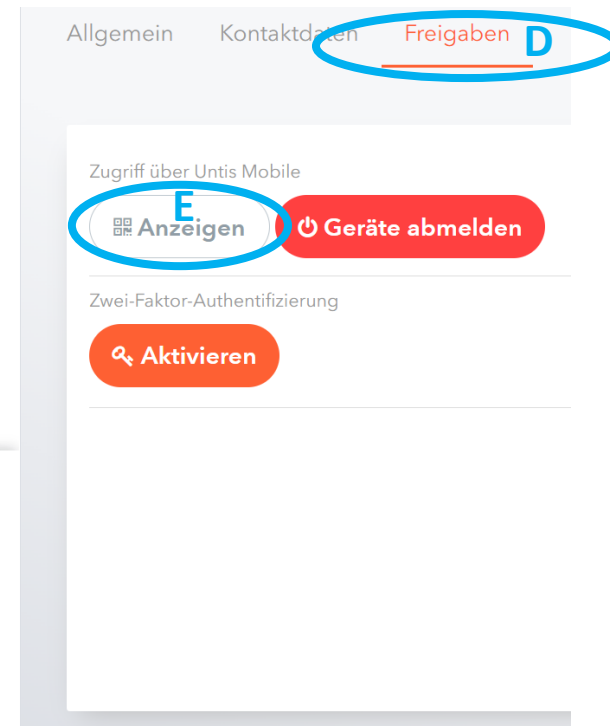 Allgemein Kontaktdaten Freigaben D
Zugriff über Untis Mobile
E
Anzeigen Geräte abmelden
Zwei-Faktor-Authentifizierung
Aktivieren